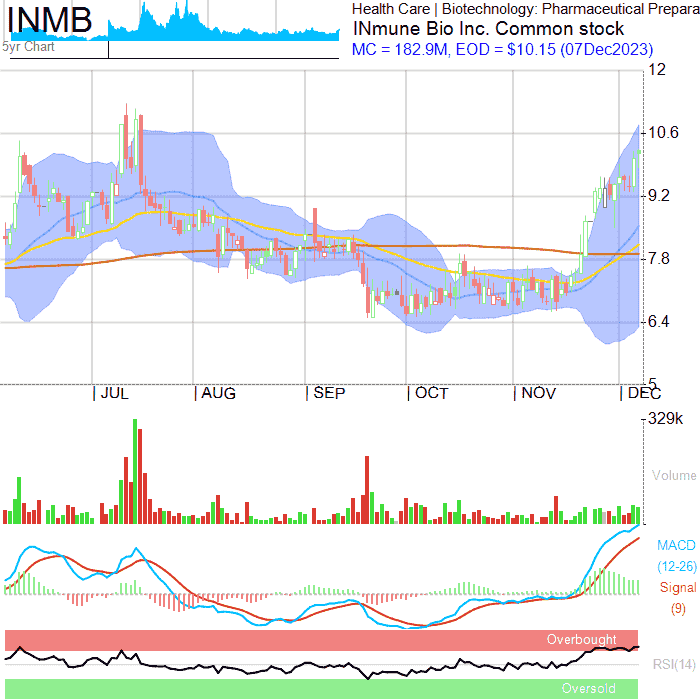 INMB
5yr Chart
Health Care | Biotechnology: Pharmaceutical Prepara
INmune Bio Inc. Common stock
MC = 182.9M, EOD = $10.15 (07Dec2023)
12
10.6
9.2
7.8
6.4
5
| JUL | AUG | SEP | OCT | NOV | DEC
329k
Volume
MACD
(12-26)
Signal
(9)
Overbought
RSI(14)
Oversold